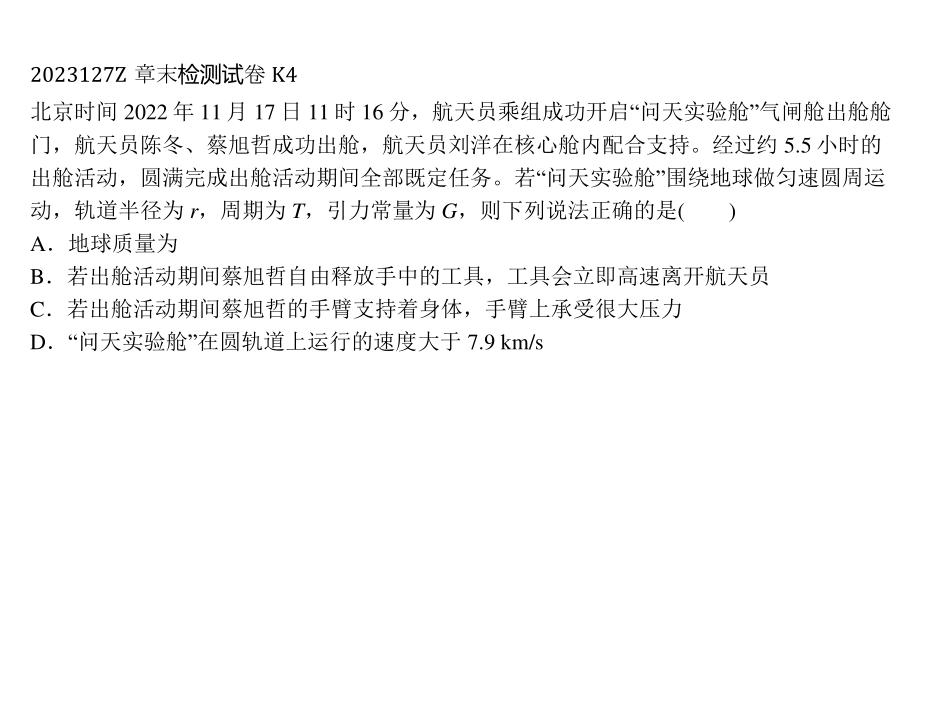 2023127Z 章末检测试卷 K4
北京时间 2022 年 11 月 17 日 11 时 16 分，航天员乘组成功开启“问天实验舱”气闸舱出舱舱
门，航天员陈冬、蔡旭哲成功出舱，航天员刘洋在核心舱内配合支持。经过约 5.5 小时的
出舱活动，圆满完成出舱活动期间全部既定任务。若“问天实验舱”围绕地球做匀速圆周运
动，轨道半径为 r，周期为 T，引力常量为 G，则下列说法正确的是(　　)
A．地球质量为
B．若出舱活动期间蔡旭哲自由释放手中的工具，工具会立即高速离开航天员
C．若出舱活动期间蔡旭哲的手臂支持着身体，手臂上承受很大压力
D．“问天实验舱”在圆轨道上运行的速度大于 7.9 km/s